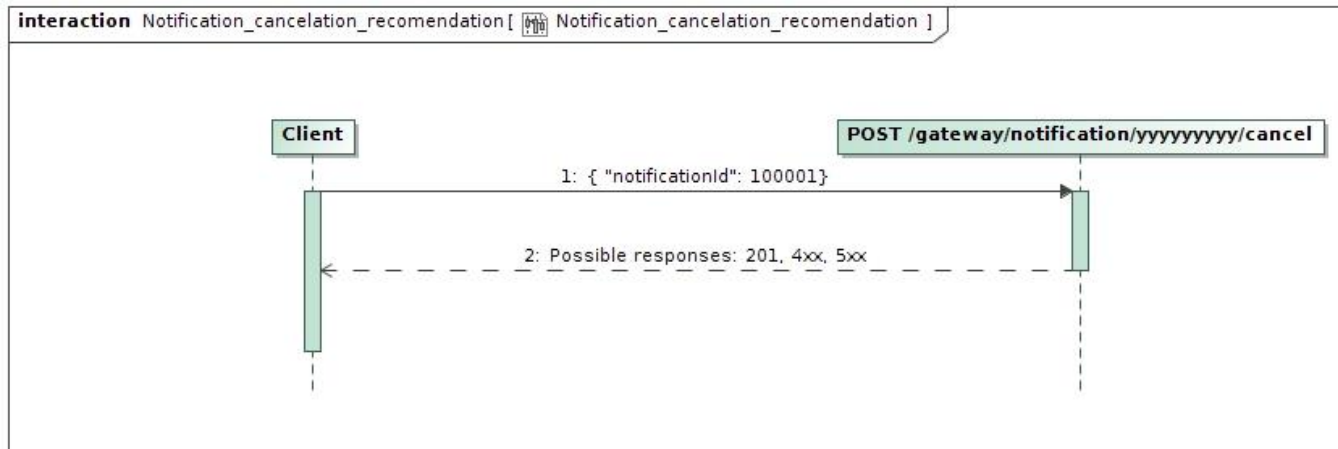 interaction Notification_cancelation_recomendation [ Notification_cancelation_recomendation ]
Client
POST /gateway/notification/yyyyyyyyy/cancel
1: { "notificationId": 100001}
2: Possible responses: 201, 4xx, 5xx